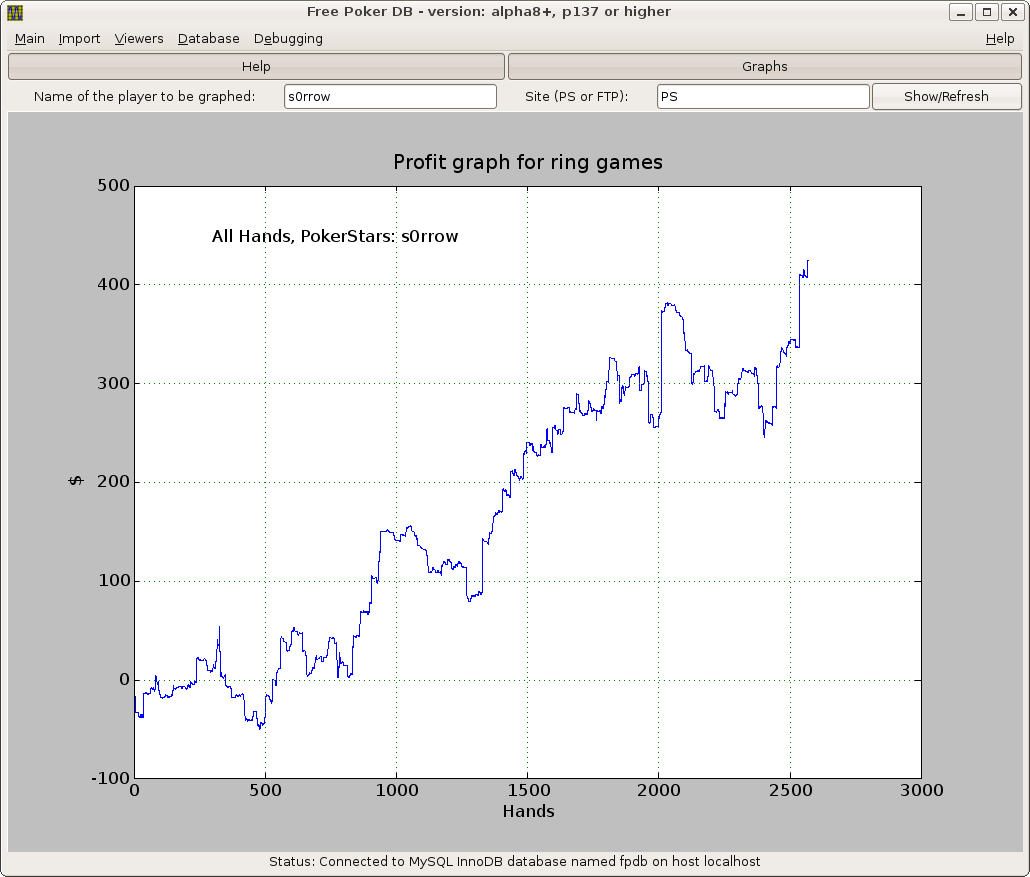 Free Poker DB - version: alpha8+, p137 or higher
Main Import Viewers Database Debugging Help
Help Graphs
Name of the player to be graphed: s0rrow Site (PS or FTP): PS Show/Refresh
Profit graph for ring games
500
All Hands, PokerStars: s0rrow
400
300
$ 200
100
0
-100
0 500 1000 1500 2000 2500 3000
Hands
Status: Connected to MySQL InnoDB database named fpdb on host localhost